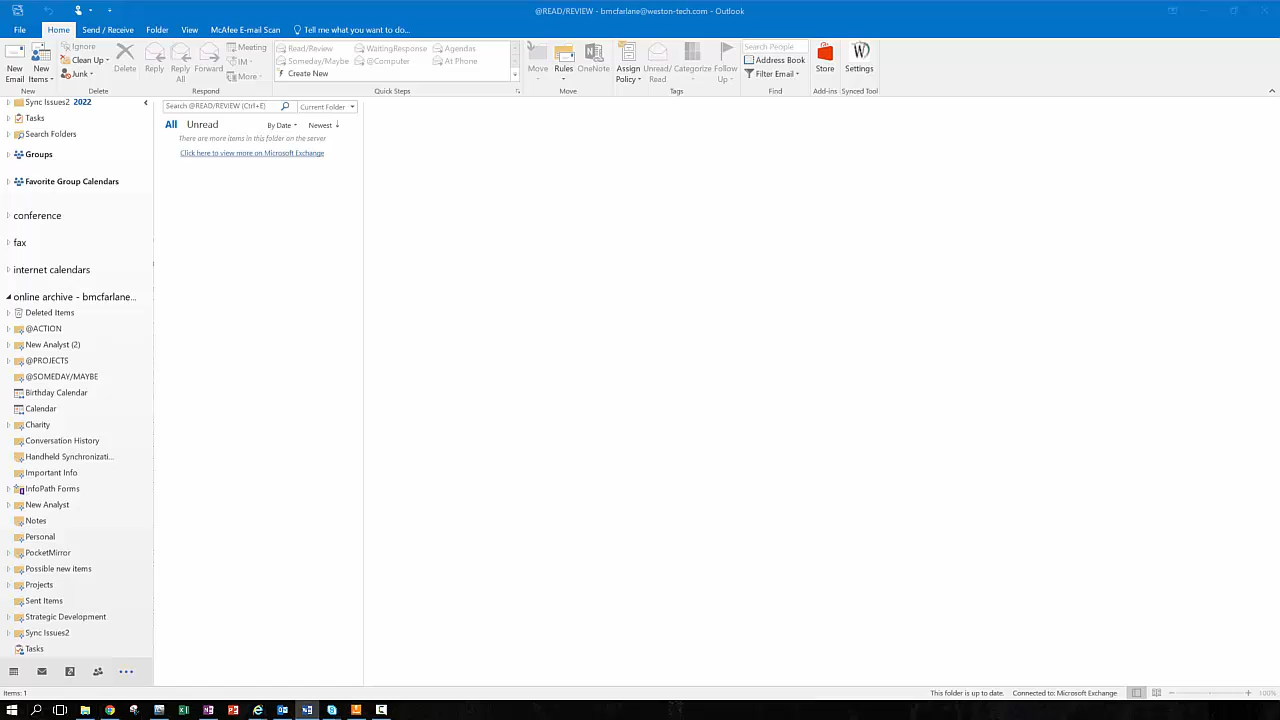 @READ/REVIEW - bmcfarlane@weston-tech.com - Outlook
File Home Send / Receive Folder View McAfee E-mail Scan Tell me what you want to do...
New Email
New Items
Ignore
Clean Up
Junk
Delete
Reply
Reply All
Forward
Meeting
IM
More
Read/Review
Someday/Maybe
Create New
WaitingResponse
@Computer
Agendas
At Phone
Move
Rules
OneNote
Assign Policy
Unread/ Read
Categorize
Follow Up
Search People
Address Book
Filter Email
Store
Settings
New Delete Respond Quick Steps Move Tags Find Add-ins Synced Tool
Sync Issues2 2022
Tasks
Search Folders
Groups
Favorite Group Calendars
conference
fax
internet calendars
online archive - bmcfarlane...
Deleted Items
@ACTION
New Analyst (2)
@PROJECTS
@SOMEDAY/MAYBE
Birthday Calendar
Calendar
Charity
Conversation History
Handheld Synchronizati...
Important Info
InfoPath Forms
New Analyst
Notes
Personal
PocketMirror
Possible new items
Projects
Sent Items
Strategic Development
Sync Issues2
Tasks
Search @READ/REVIEW (Ctrl+E) Current Folder
All Unread By Date Newest
There are more items in this folder on the server
Click here to view more on Microsoft Exchange
Items: 1 This folder is up to date. Connected to: Microsoft Exchange 100%